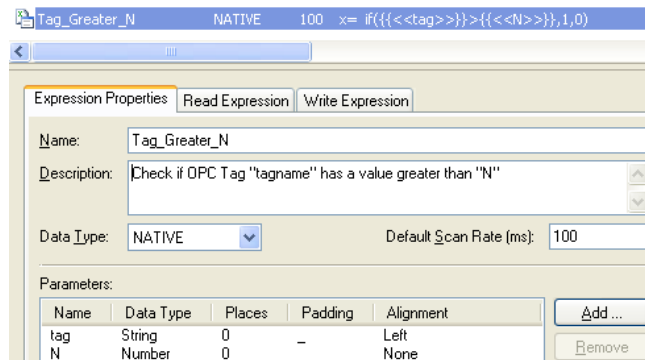 Tag_Greater_N NATIVE 100 x= if({{<<tag>>}}>{{<<N>>}},1,0)
Expression Properties Read Expression Write Expression
Name: Tag_Greater_N
Description: Check if OPC Tag "tagname" has a value greater than "N"
Data Type: NATIVE Default Scan Rate (ms): 100
Parameters:
Name Data Type Places Padding Alignment Add ...
tag String 0 _ Left
N Number 0 None Remove